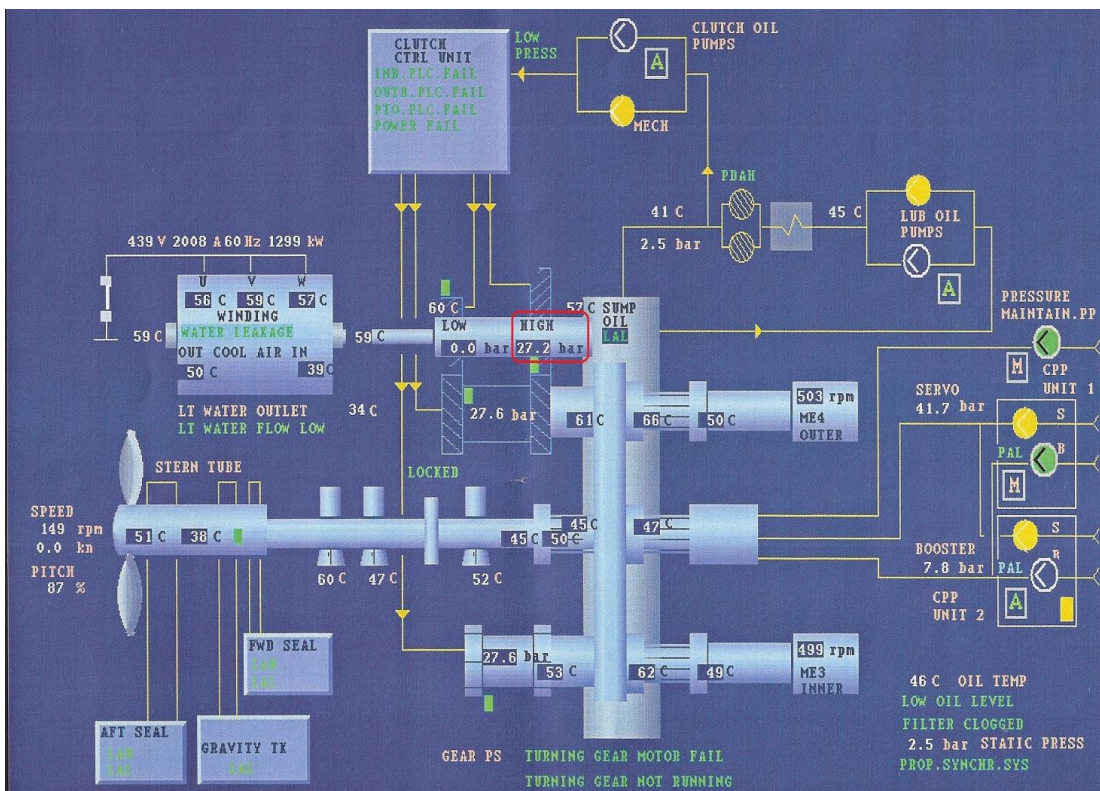 CLUTCH
CTRL UNIT
INB.PLC.FAIL
OUTB.PLC.FAIL
PTO.PLC.FAIL
POWER FAIL
LOW
PRESS
CLUTCH OIL
PUMPS
A
MECH
PDAH
41 C
2.5 bar
45 C
LUB OIL
PUMPS
A
439 V 2008 A 60 Hz 1299 kW
U V W
56 C 59 C 57 C
WINDING
WATER LEAKAGE
OUT COOL AIR IN
50 C
39 C
59 C
59 C
LT WATER OUTLET
34 C
LT WATER FLOW LOW
60 C
LOW
0.0 bar
HIGH
27.2 bar
57 C
SUMP
OIL
LAL
PRESSURE
MAINTAIN.PP
M
CPP
UNIT 1
27.6 bar
61 C
66 C
50 C
503 rpm
ME4
OUTER
SERVO
41.7 bar
S
PAL
B
M
STERN TUBE
LOCKED
SPEED
149 rpm
0.0 kn
PITCH
87 %
51 C
38 C
60 C
47 C
52 C
45 C
50 C
45 C
47 C
BOOSTER
7.8 bar
S
PAL
B
A
CPP
UNIT 2
FWD SEAL
27.6 bar
53 C
62 C
49 C
499 rpm
ME3
INNER
AFT SEAL
GRAVITY TK
46 C OIL TEMP
LOW OIL LEVEL
FILTER CLOGGED
2.5 bar STATIC PRESS
PROP.SYNCHR.SYS
GEAR PS
TURNING GEAR MOTOR FAIL
TURNING GEAR NOT RUNNING